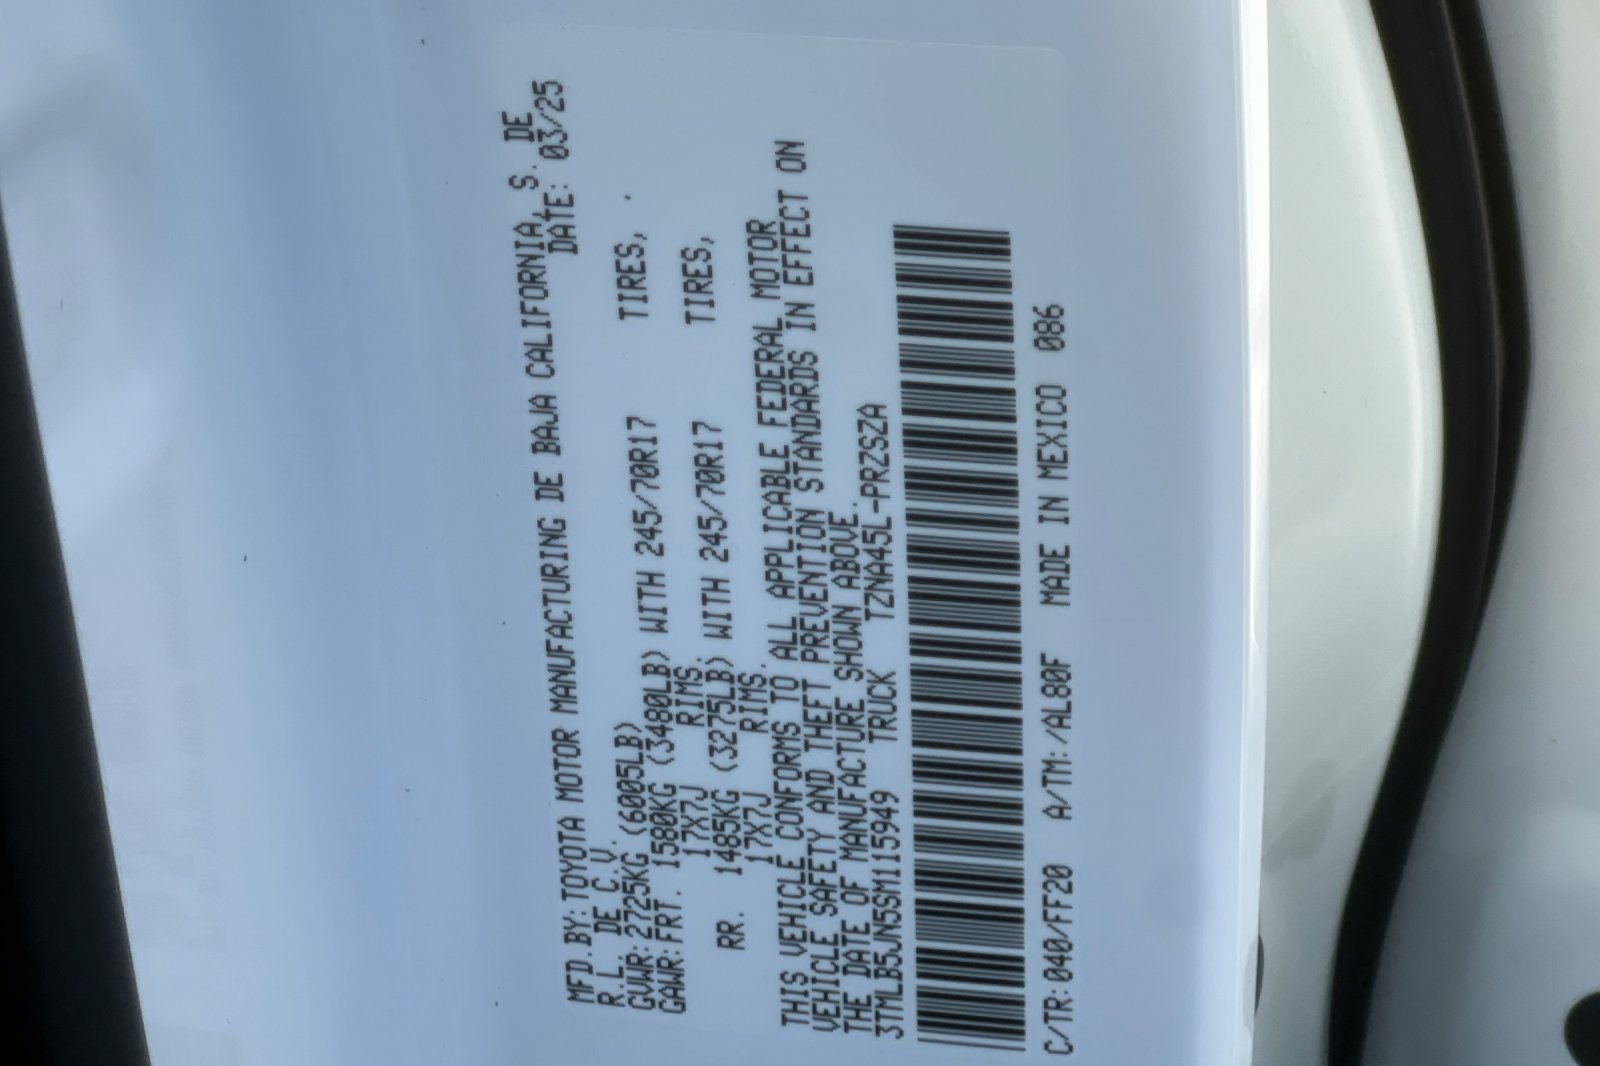 MFD.BY:TOYOTA MOTOR MANUFACTURING DE BAJA CALIFORNIA, S. DE
R.L. DE C.V. DATE: 03/25
GVWR:2725KG (6005LB)
GAWR:FRT. 1580KG (3480LB) WITH 245/70R17 TIRES,
17X7J RIMS.
RR. 1485KG (3275LB) WITH 245/70R17 TIRES,
17X7J RIMS.
THIS VEHICLE CONFORMS TO ALL APPLICABLE FEDERAL MOTOR
VEHICLE SAFETY AND THEFT PREVENTION STANDARDS IN EFFECT ON
THE DATE OF MANUFACTURE SHOWN ABOVE.
3TMLB5JN5SM115949 TRUCK TZNA45L-PRZSZA
C/TR:040/FF20 A/TM:/AL80F MADE IN MEXICO 086